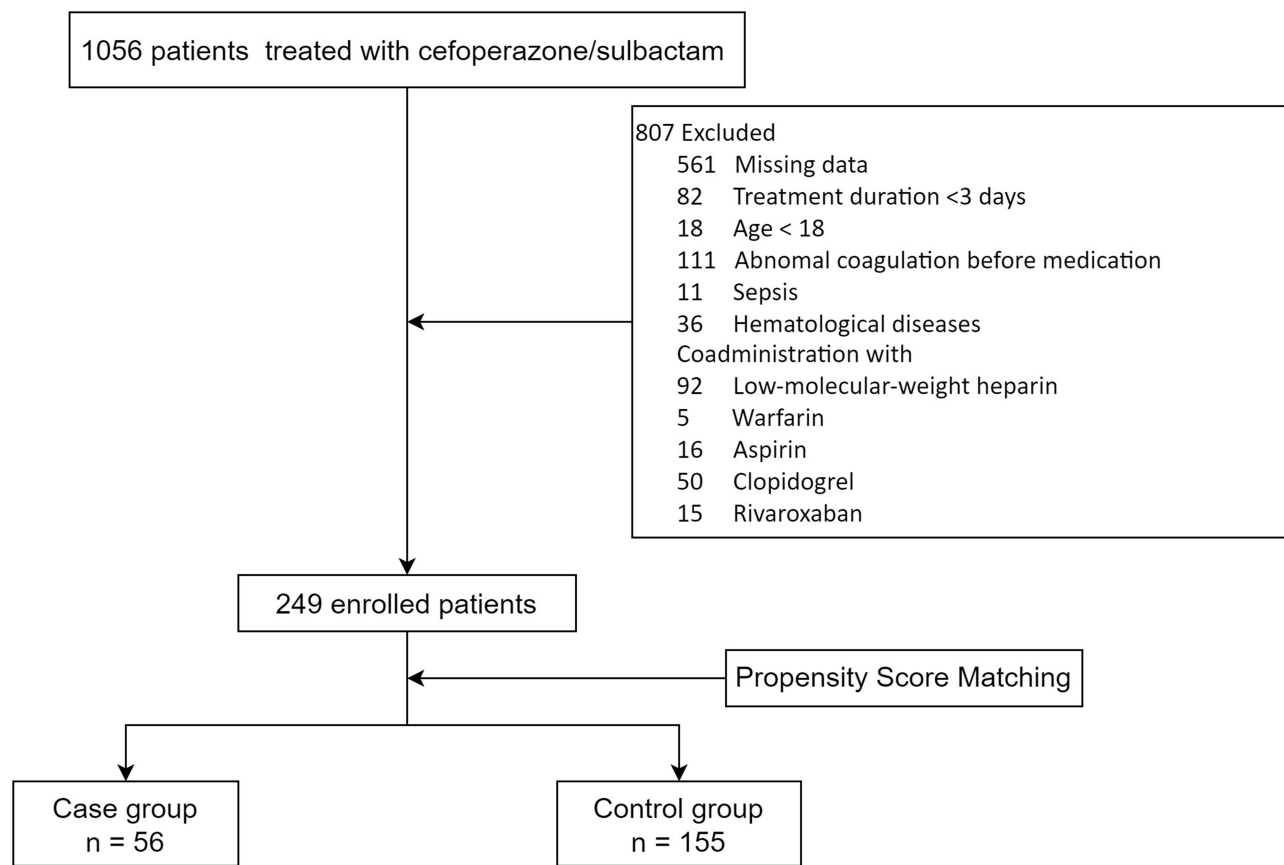 1056 patients treated with cefoperazone/sulbactam
807 Excluded
561 Missing data
82 Treatment duration <3 days
18 Age < 18
111 Abnomal coagulation before medication
11 Sepsis
36 Hematological diseases
Coadministration with
92 Low-molecular-weight heparin
5 Warfarin
16 Aspirin
50 Clopidogrel
15 Rivaroxaban
249 enrolled patients
Propensity Score Matching
Case group
n = 56
Control group
n = 155